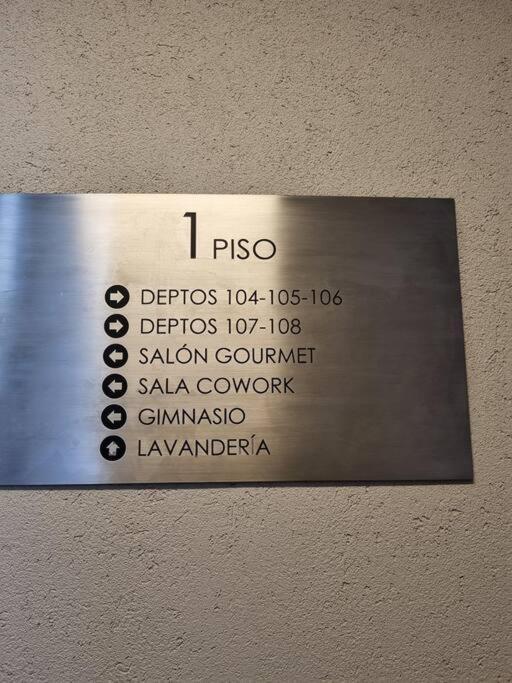 1 PISO
DEPTOS 104-105-106
DEPTOS 107-108
SALÓN GOURMET
SALA COWORK
GIMNASIO
LAVANDERÍA